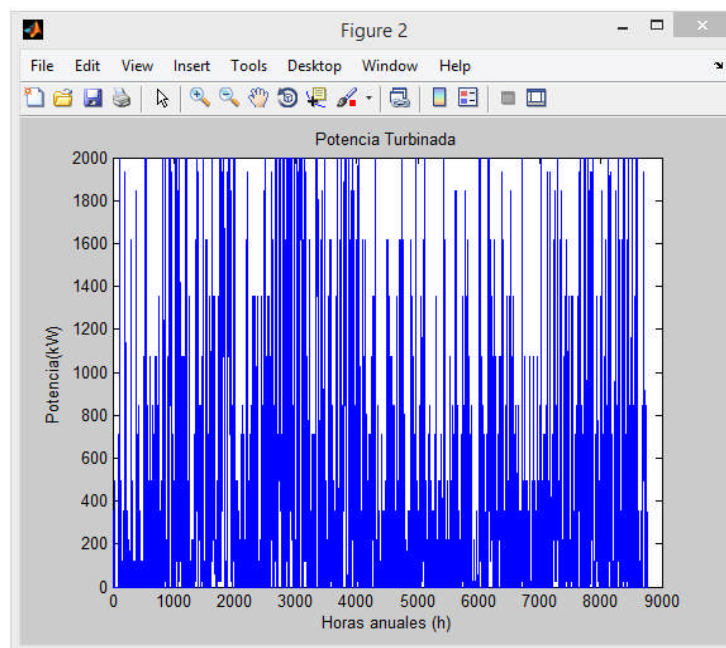 Figure 2
File Edit View Insert Tools Desktop Window Help
Potencia Turbinada
2000
1800
1600
1400
1200
1000
800
600
400
200
0
Potencia(kW)
0 1000 2000 3000 4000 5000 6000 7000 8000 9000
Horas anuales (h)